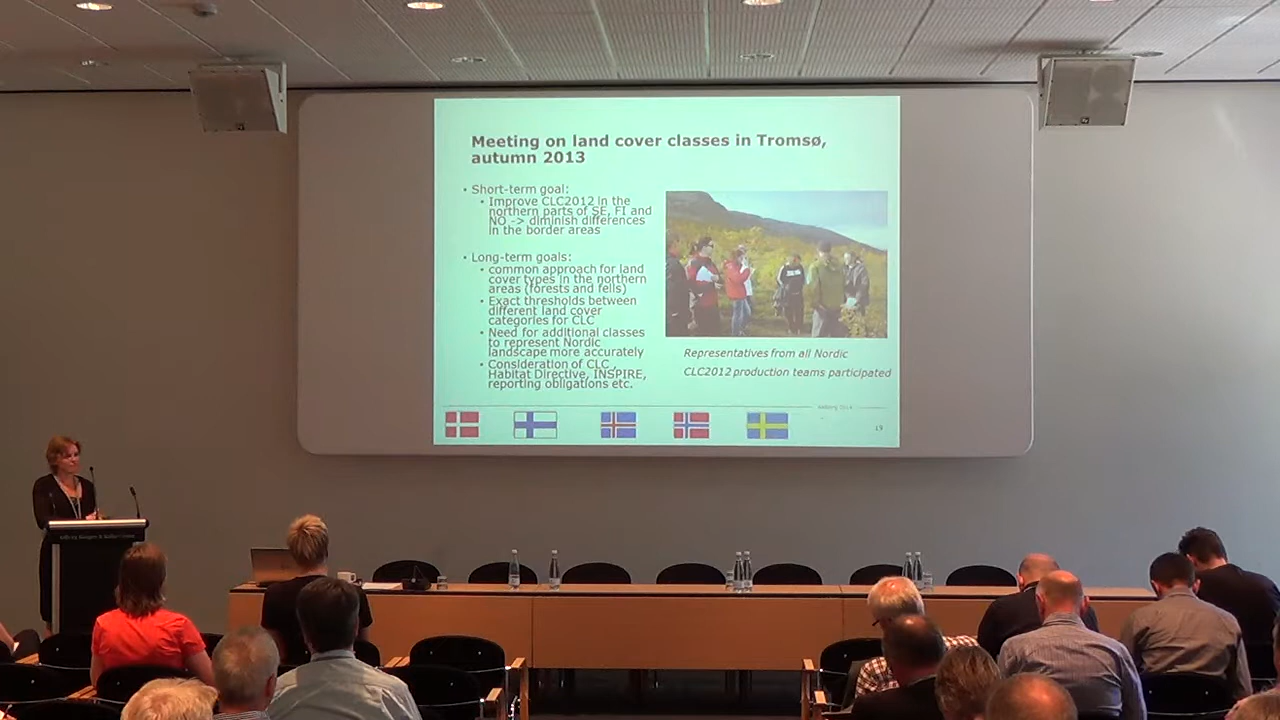 Meeting on land cover classes in Tromsø,
autumn 2013
• Short-term goal:
• Improve CLC2012 in the
northern parts of SE, FI and
NO -> diminish differences
in the border areas
• Long-term goals:
• common approach for land
cover types in the northern
areas (forests and fells)
• Exact thresholds between
different land cover
categories for CLC
• Need for additional classes
to represent Nordic
landscape more accurately
• Consideration of CLC,
Habitat Directive, INSPIRE,
reporting obligations etc.
Representatives from all Nordic
CLC2012 production teams participated
19